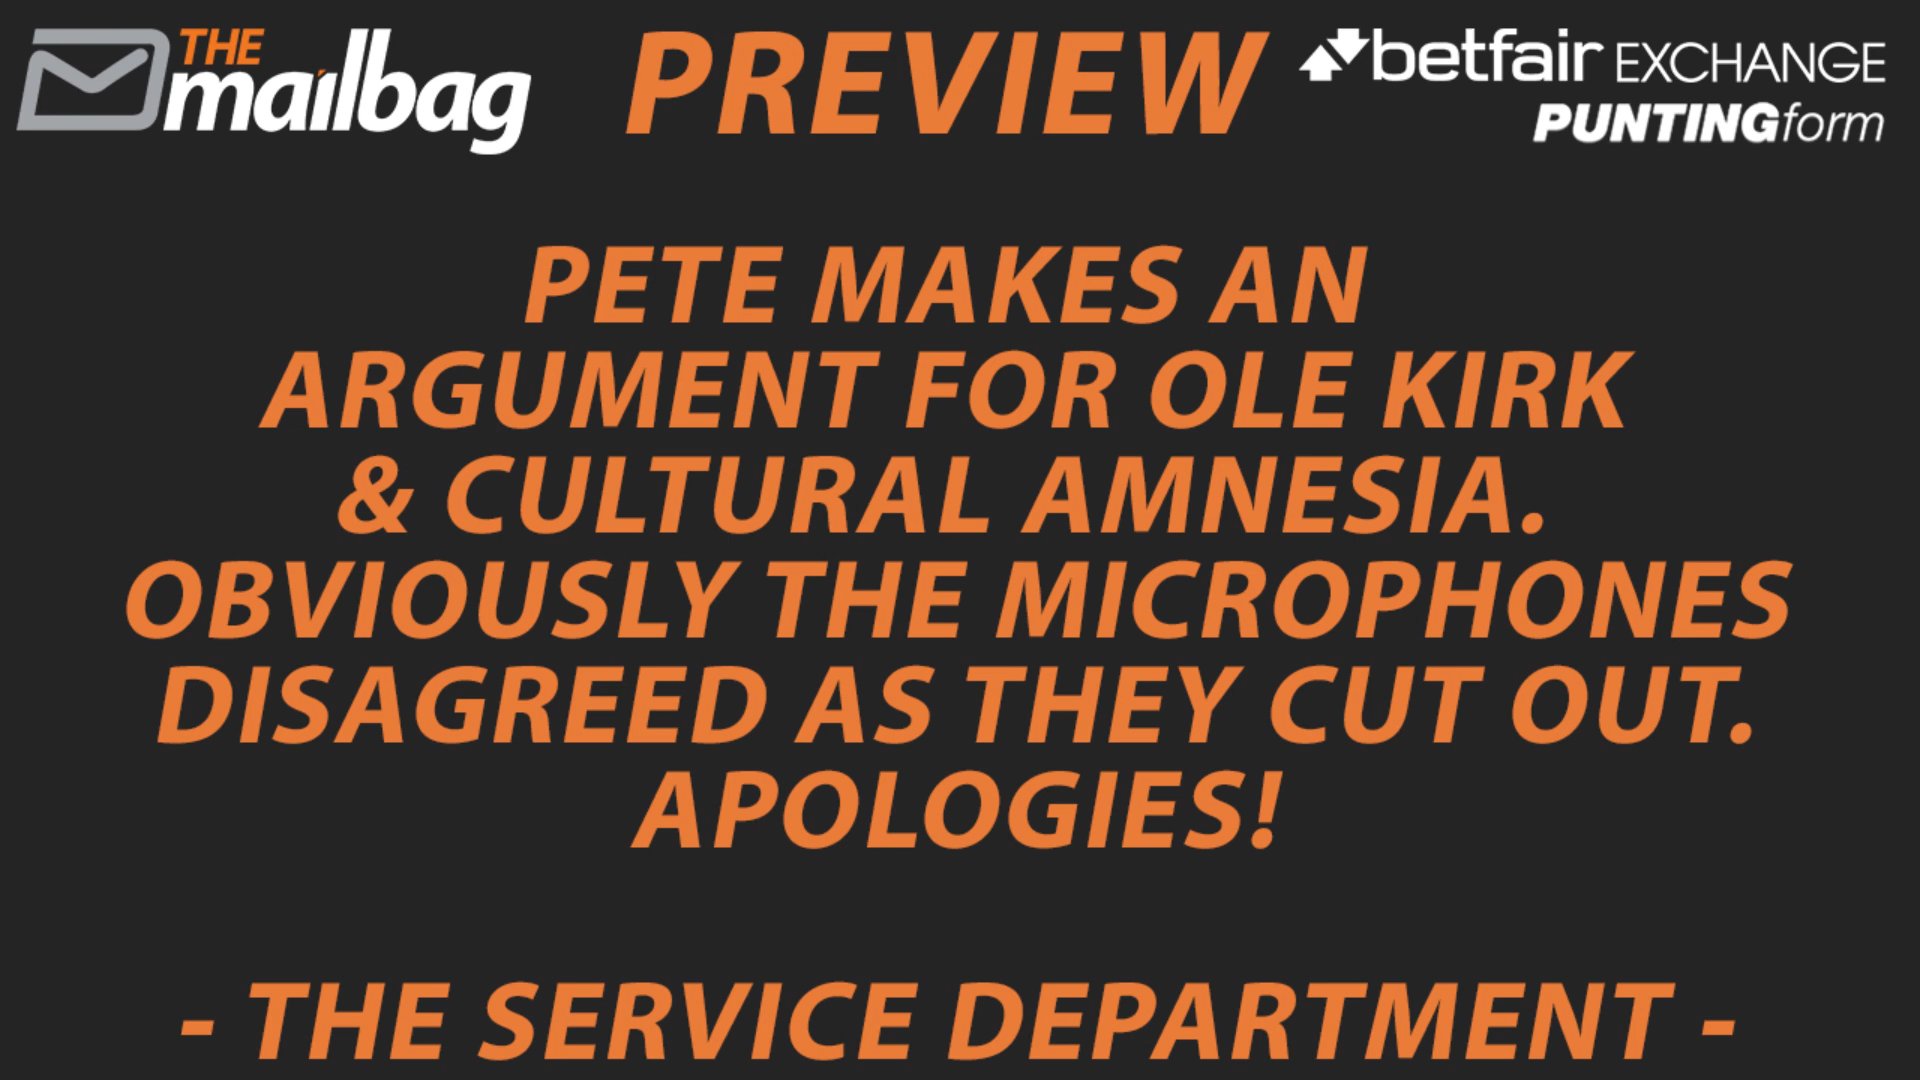 THE
mailbag
PREVIEW
betfair EXCHANGE
PUNTINGform
PETE MAKES AN
ARGUMENT FOR OLE KIRK
& CULTURAL AMNESIA.
OBVIOUSLY THE MICROPHONES
DISAGREED AS THEY CUT OUT.
APOLOGIES!
- THE SERVICE DEPARTMENT -